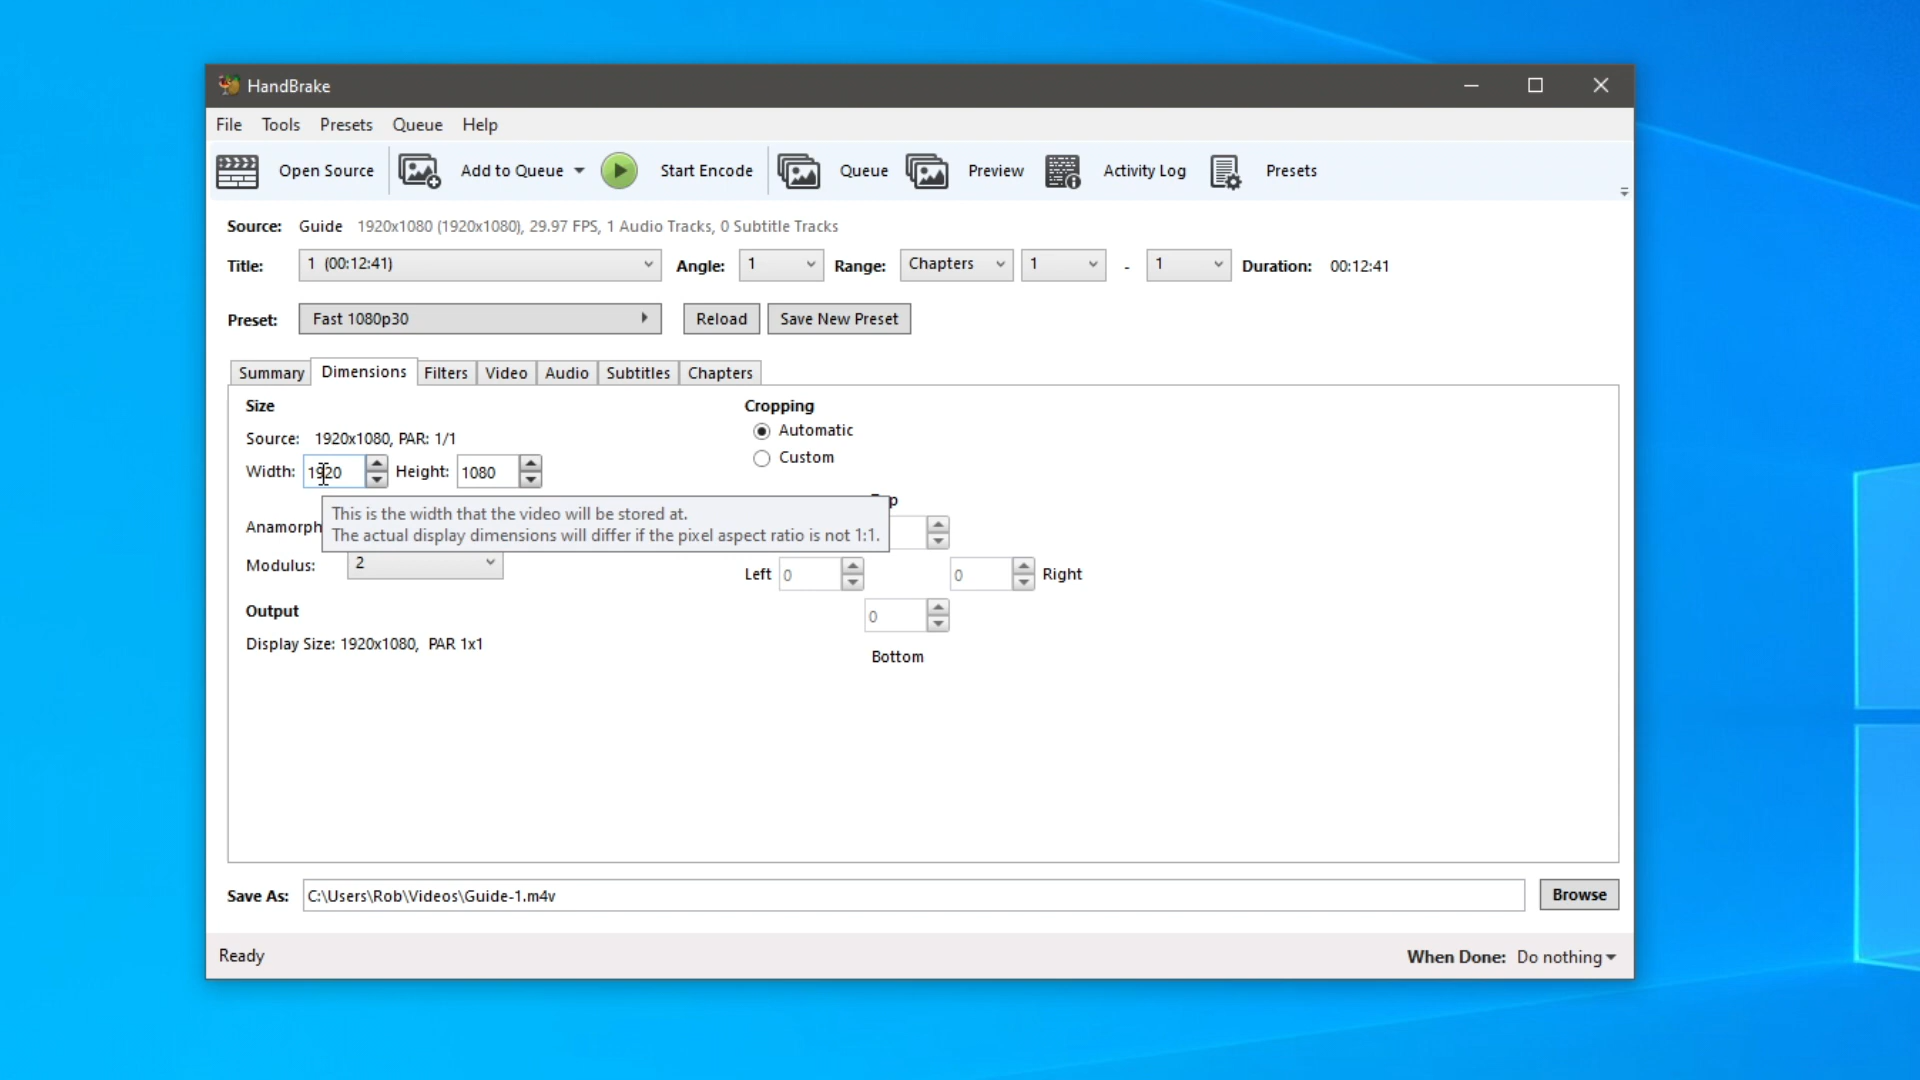 HandBrake
File Tools Presets Queue Help
Open Source Add to Queue Start Encode Queue Preview Activity Log Presets
Source: Guide 1920x1080 (1920x1080), 29.97 FPS, 1 Audio Tracks, 0 Subtitle Tracks
Title: 1 (00:12:41) Angle: 1 Range: Chapters 1 - 1 Duration: 00:12:41
Preset: Fast 1080p30 Reload Save New Preset
Summary Dimensions Filters Video Audio Subtitles Chapters
Size Cropping
Source: 1920x1080, PAR: 1/1 Automatic
Width: 1920 Height: 1080 Custom
This is the width that the video will be stored at.
Anamorph The actual display dimensions will differ if the pixel aspect ratio is not 1:1.
Modulus: 2 Left 0 0 Right
Output 0
Display Size: 1920x1080, PAR 1x1 Bottom
Save As: C:\Users\Rob\Videos\Guide-1.m4v Browse
Ready When Done: Do nothing